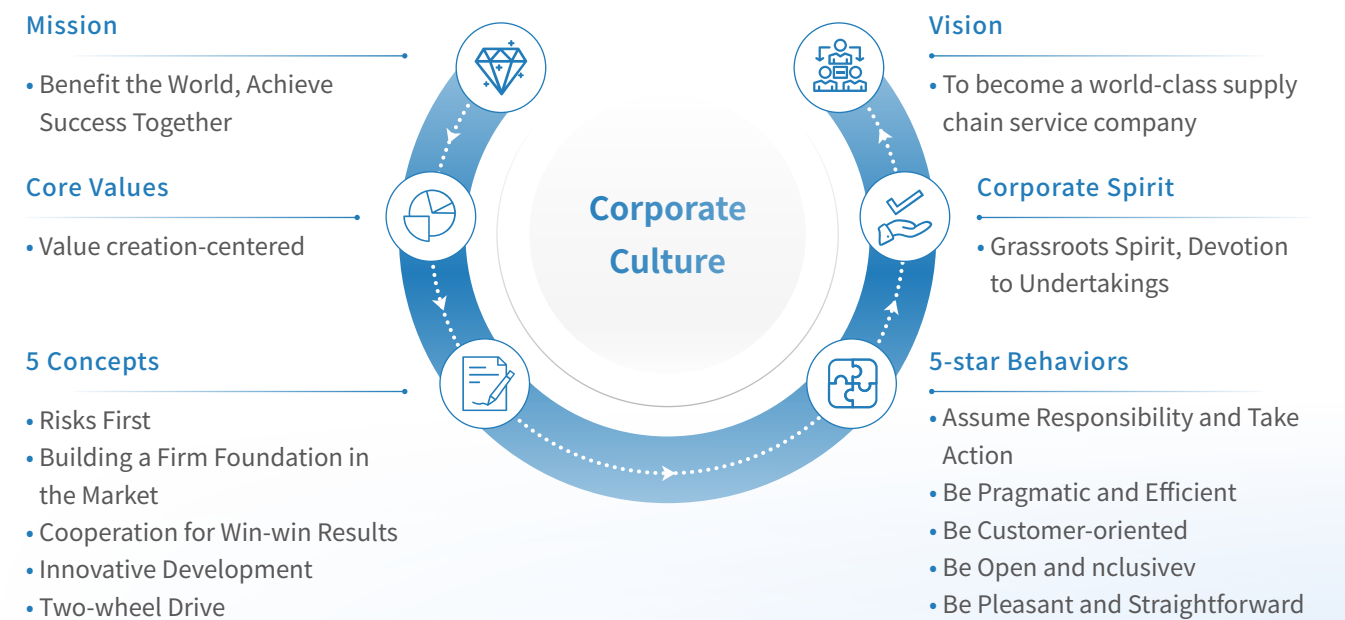 Mission
• Benefit the World, Achieve
Success Together
Core Values
• Value creation-centered
5 Concepts
• Risks First
• Building a Firm Foundation in
the Market
• Cooperation for Win-win Results
• Innovative Development
• Two-wheel Drive
Corporate
Culture
Vision
• To become a world-class supply
chain service company
Corporate Spirit
• Grassroots Spirit, Devotion
to Undertakings
5-star Behaviors
• Assume Responsibility and Take
Action
• Be Pragmatic and Efficient
• Be Customer-oriented
• Be Open and nclusivev
• Be Pleasant and Straightforward